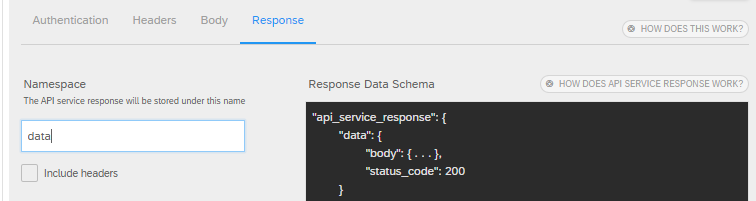 Authentication Headers Body Response
HOW DOES THIS WORK?
Namespace
The API service response will be stored under this name
data
Include headers
Response Data Schema
HOW DOES API SERVICE RESPONSE WORK?
"api_service_response": {
"data": {
"body": { . . . },
"status_code": 200
}